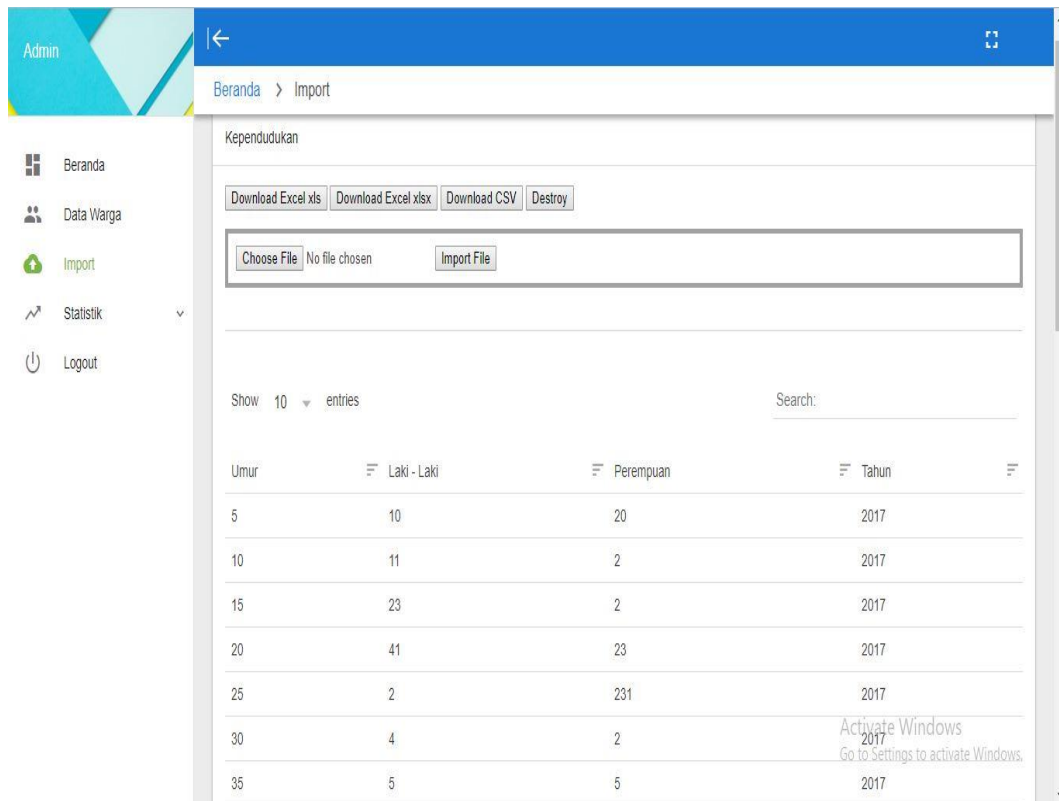 Admin
Beranda > Import
Beranda
Data Warga
Import
Statistik
Logout
Kependudukan
Download Excel xls Download Excel xlsx Download CSV Destroy
Choose File No file chosen Import File
Show 10 entries Search:
Umur Laki - Laki Perempuan Tahun
5 10 20 2017
10 11 2 2017
15 23 2 2017
20 41 23 2017
25 2 231 2017
30 4 2 2017
35 5 5 2017
Activate Windows
Go to Settings to activate Windows.